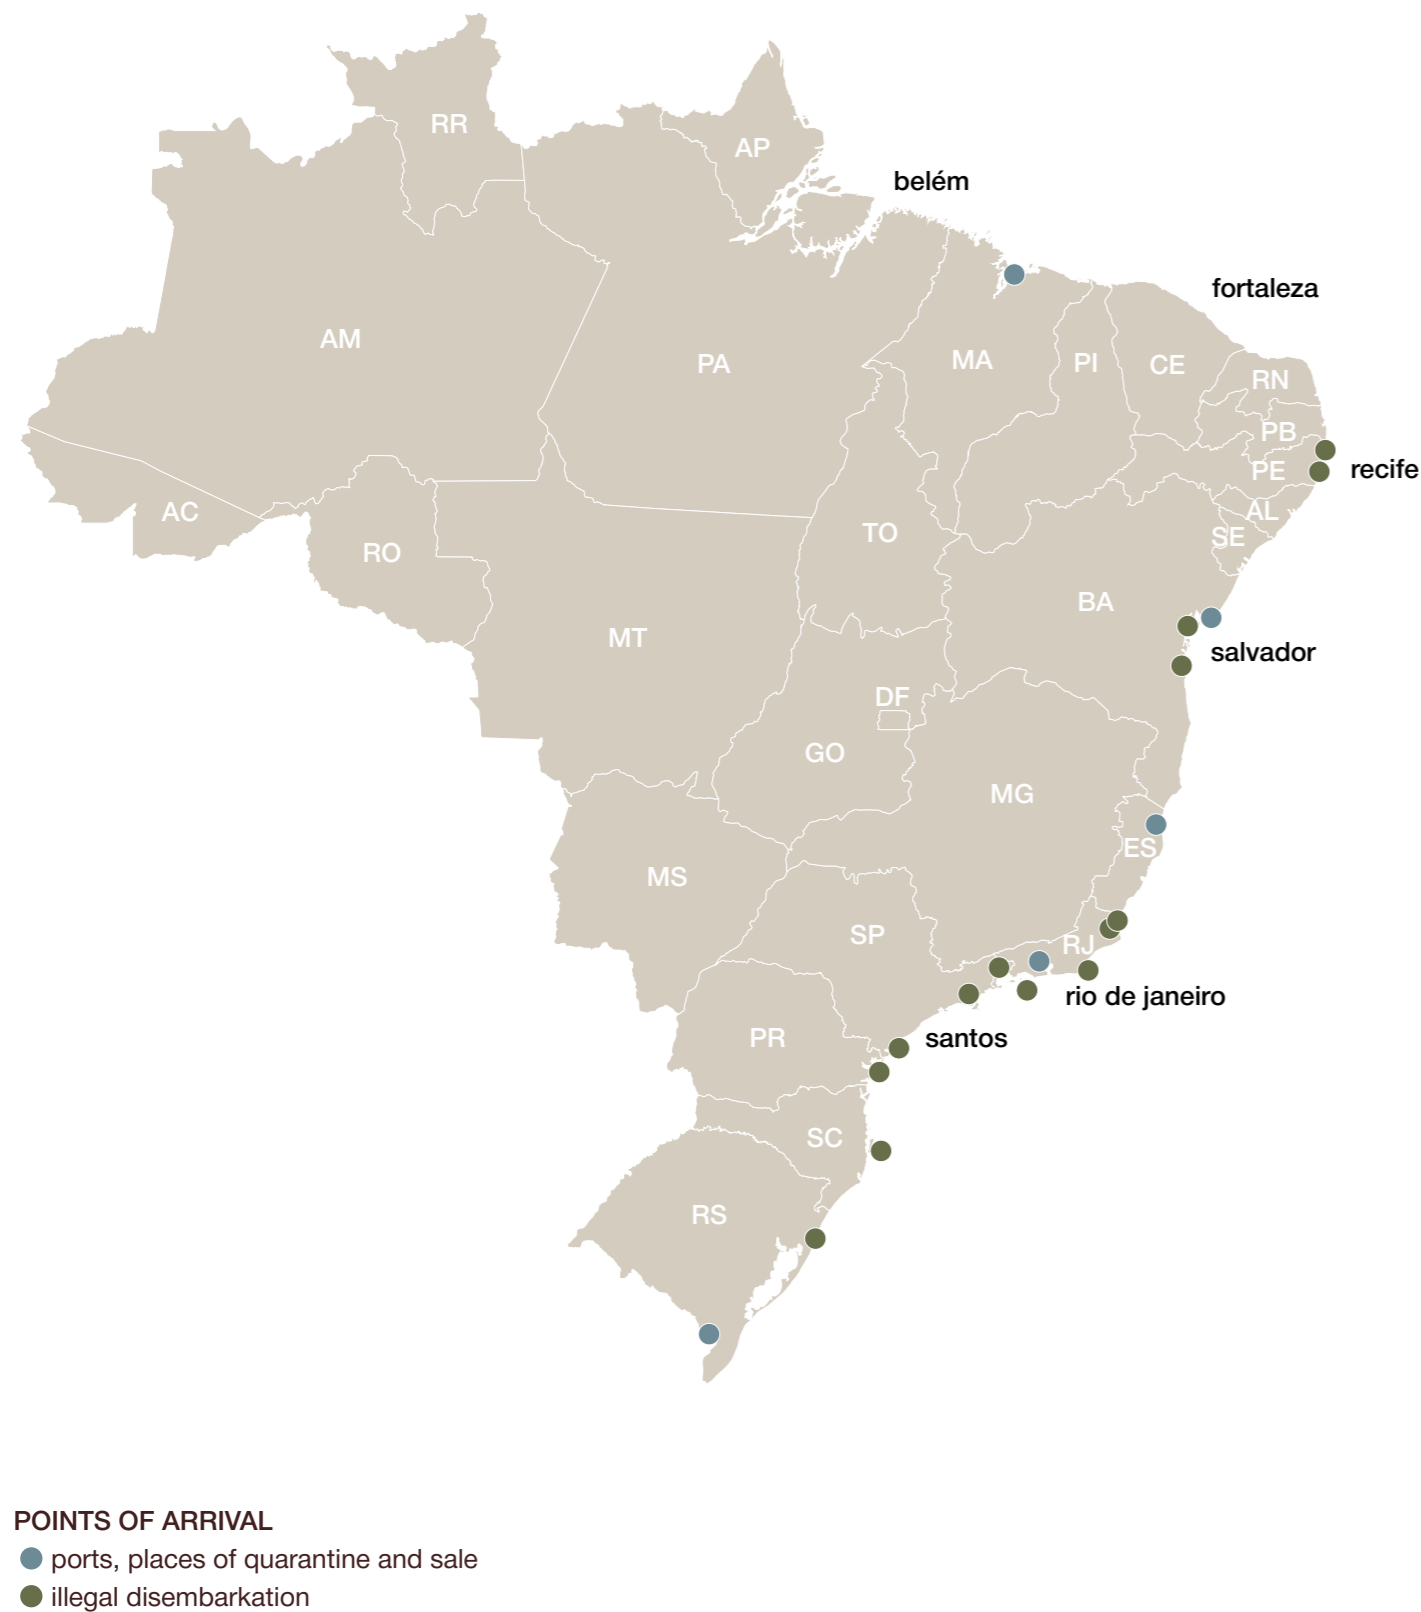 RR
AP
belém
fortaleza
AM
PA
MA
PI
CE
RN
PB
PE
recife
AC
AL
SE
RO
TO
BA
MT
salvador
DF
GO
MG
ES
MS
SP
RJ
rio de janeiro
PR
santos
SC
RS
POINTS OF ARRIVAL
ports, places of quarantine and sale
illegal disembarkation